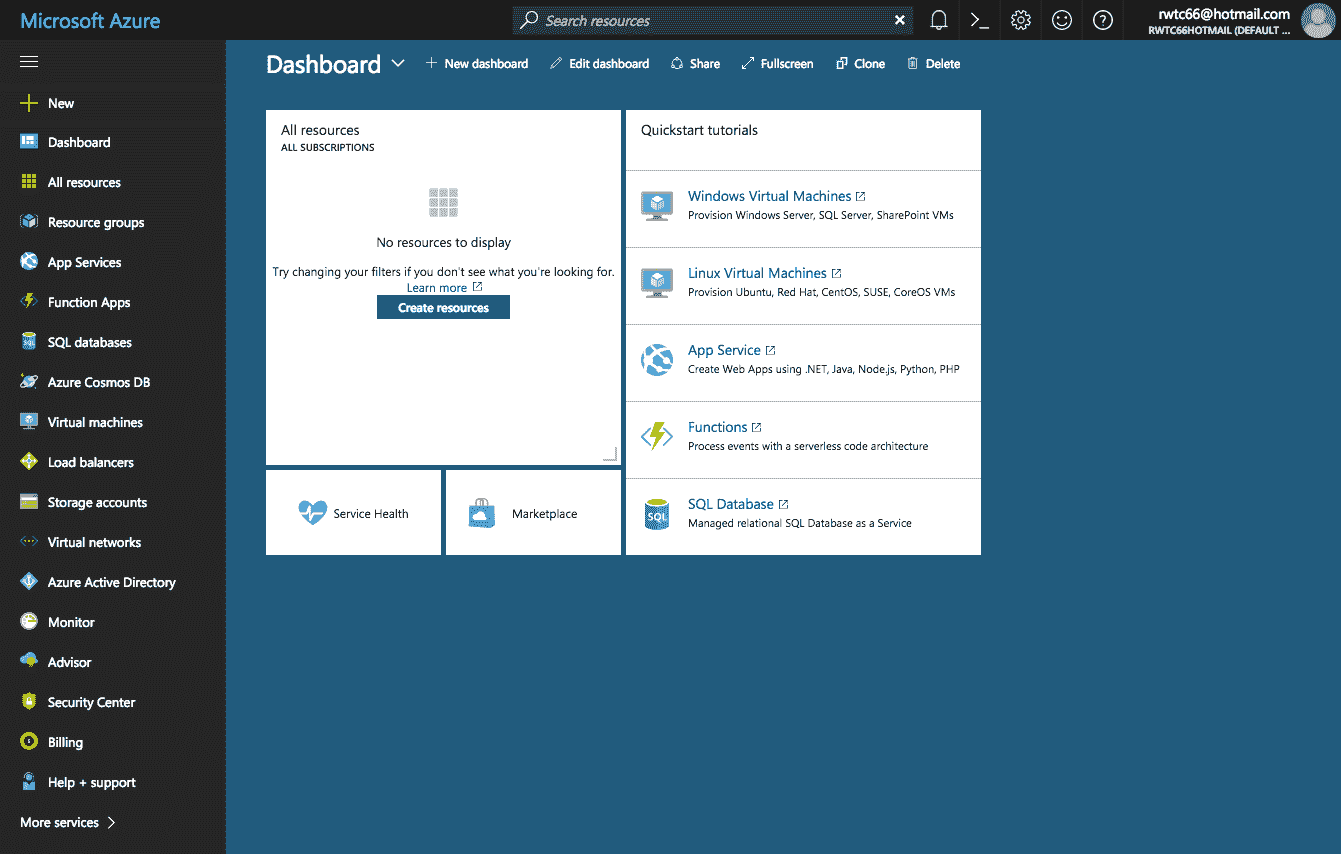 Microsoft Azure
Search resources
rwtc66@hotmail.com
RWTC66HOTMAIL (DEFAULT ...
Dashboard
New dashboard
Edit dashboard
Share
Fullscreen
Clone
Delete
New
Dashboard
All resources
Resource groups
App Services
Function Apps
SQL databases
Azure Cosmos DB
Virtual machines
Load balancers
Storage accounts
Virtual networks
Azure Active Directory
Monitor
Advisor
Security Center
Billing
Help + support
More services
All resources
ALL SUBSCRIPTIONS
No resources to display
Try changing your filters if you don't see what you're looking for.
Learn more
Create resources
Service Health
Marketplace
Quickstart tutorials
Windows Virtual Machines
Provision Windows Server, SQL Server, SharePoint VMs
Linux Virtual Machines
Provision Ubuntu, Red Hat, CentOS, SUSE, CoreOS VMs
App Service
Create Web Apps using .NET, Java, Node.js, Python, PHP
Functions
Process events with a serverless code architecture
SQL
SQL Database
Managed relational SQL Database as a Service